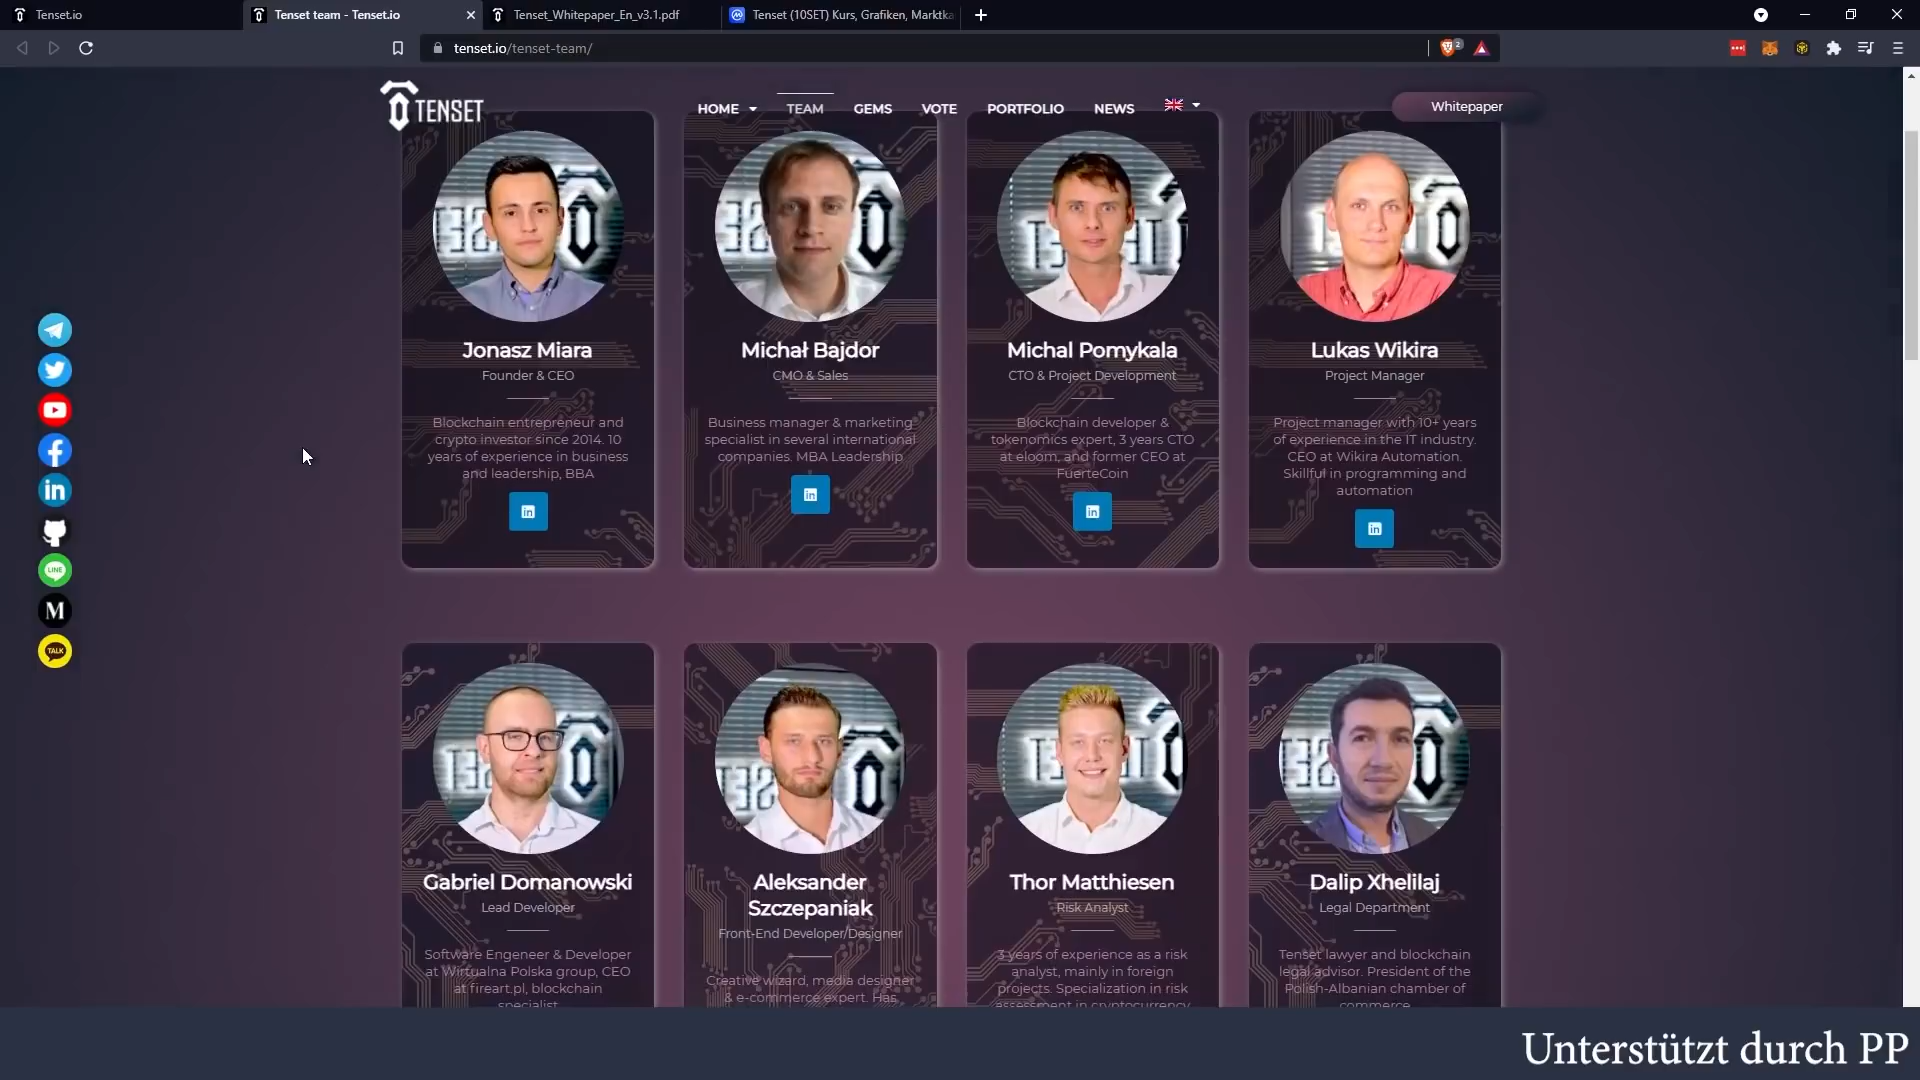 Tenset.io
Tenset team - Tenset.io
Tenset_Whitepaper_En_v3.1.pdf
Tenset (10SET) Kurs, Grafiken, Marktka
tenset.io/tenset-team/
2
TENSET
HOME
TEAM
GEMS
VOTE
PORTFOLIO
NEWS
Whitepaper
Jonasz Miara
Founder & CEO
Blockchain entrepreneur and
crypto investor since 2014. 10
years of experience in business
and leadership, BBA
Michał Bajdor
CMO & Sales
Business manager & marketing
specialist in several international
companies. MBA Leadership
Michal Pomykala
CTO & Project Development
Blockchain developer &
tokenomics expert, 3 years CTO
at eloom, and former CEO at
FuerteCoin
Lukas Wikira
Project Manager
Project manager with 10+ years
of experience in the IT industry.
CEO at Wikira Automation.
Skillful in programming and
automation
LINE
M
TALK
Gabriel Domanowski
Lead Developer
Software Engeneer & Developer
at Wirtualna Polska group, CEO
at fireart.pl, blockchain
specialist
Aleksander
Szczepaniak
Front-End Developer/Designer
Creative wizard, media designer
& e-commerce expert. Has
Thor Matthiesen
Risk Analyst
3 years of experience as a risk
analyst, mainly in foreign
projects. Specialization in risk
assessment in cryptocurrency
Dalip Xhelilaj
Legal Department
Tenset lawyer and blockchain
legal advisor. President of the
Polish-Albanian chamber of
commerce
Unterstützt durch PP